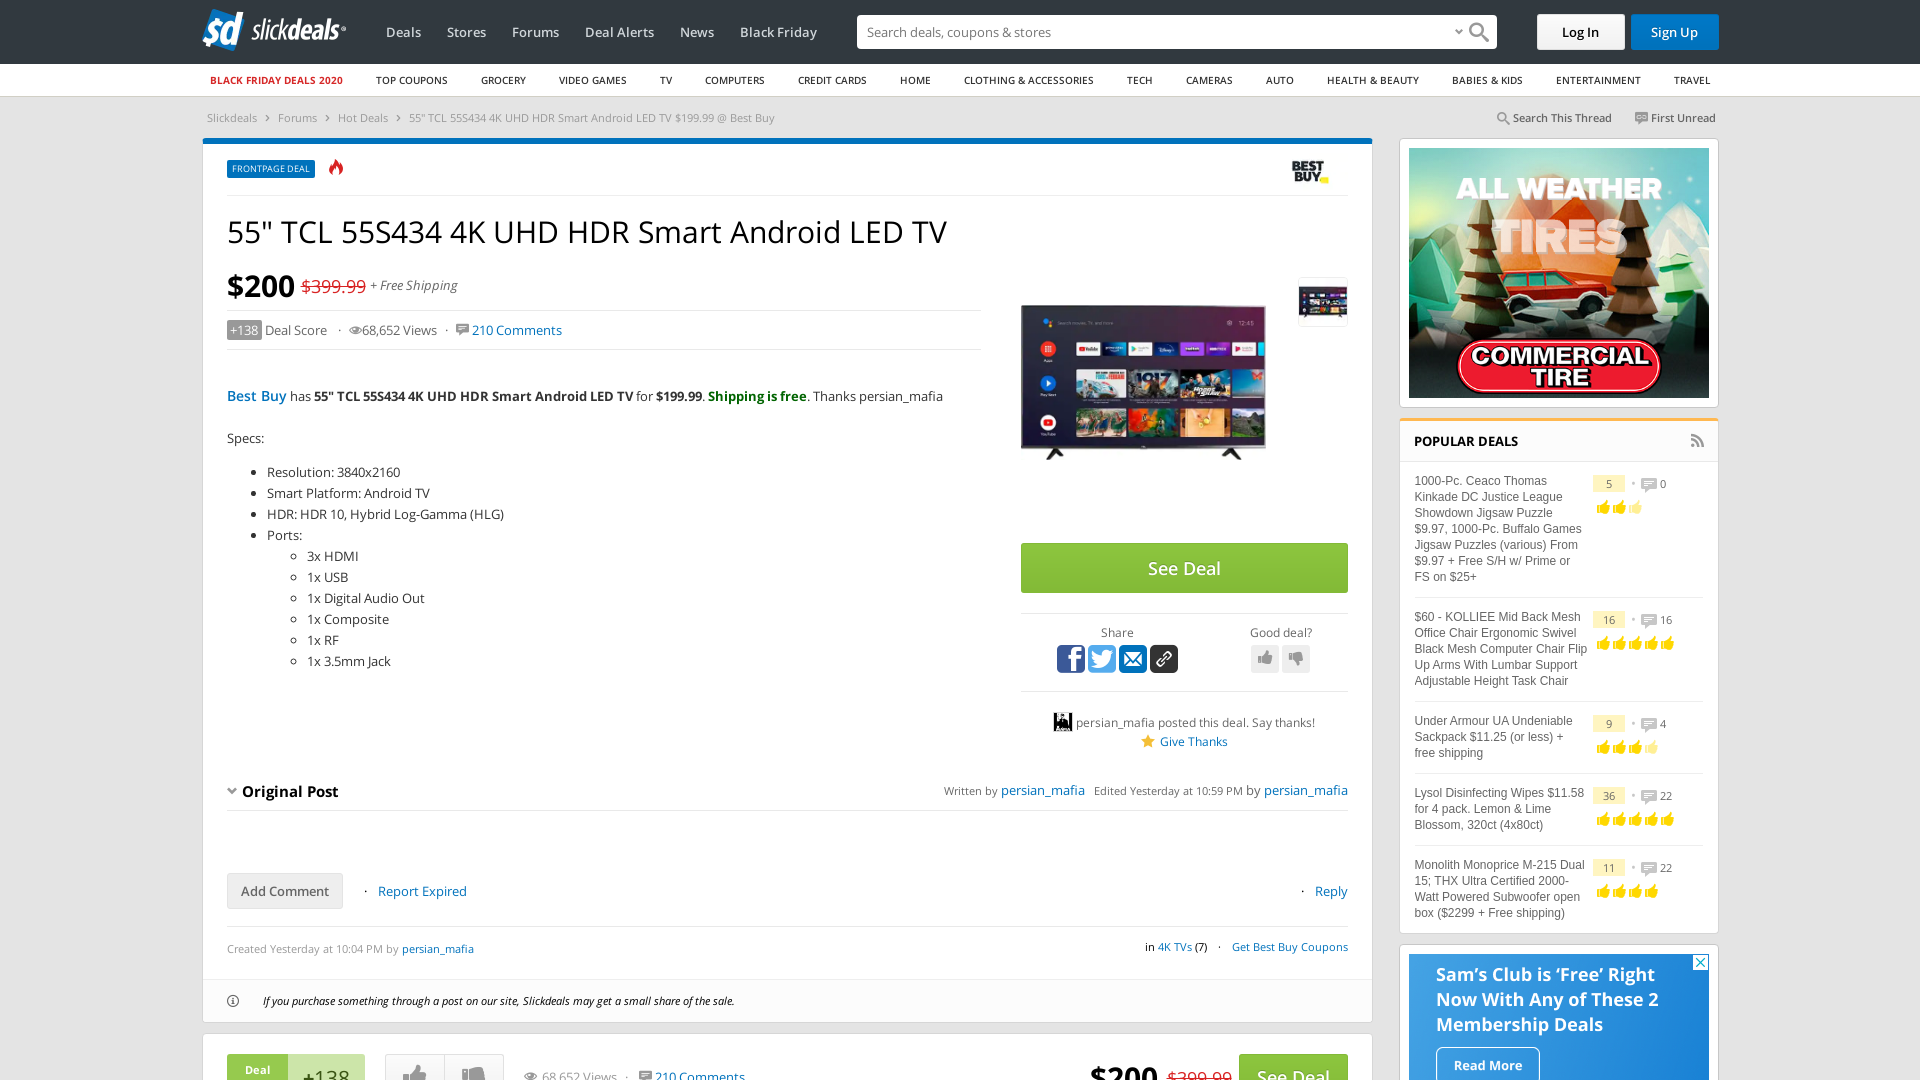 sd slickdeals
Deals Stores Forums Deal Alerts News Black Friday Search deals, coupons & stores Log In Sign Up
BLACK FRIDAY DEALS 2020 TOP COUPONS GROCERY VIDEO GAMES TV COMPUTERS CREDIT CARDS HOME CLOTHING & ACCESSORIES TECH CAMERAS AUTO HEALTH & BEAUTY BABIES & KIDS ENTERTAINMENT TRAVEL
Slickdeals > Forums > Hot Deals > 55" TCL 55S434 4K UHD HDR Smart Android LED TV $199.99 @ Best Buy
Search This Thread First Unread
FRONTPAGE DEAL
BEST
BUY
55" TCL 55S434 4K UHD HDR Smart Android LED TV
$200 $399.99 + Free Shipping
+138 Deal Score · 68,652 Views · 210 Comments
Best Buy has 55" TCL 55S434 4K UHD HDR Smart Android LED TV for $199.99. Shipping is free. Thanks persian_mafia
Specs:
Resolution: 3840x2160
Smart Platform: Android TV
HDR: HDR 10, Hybrid Log-Gamma (HLG)
Ports:
3x HDMI
1x USB
1x Digital Audio Out
1x Composite
1x RF
1x 3.5mm Jack
12:45
YouTube
1917
See Deal
Share Good deal?
persian_mafia posted this deal. Say thanks!
Give Thanks
Original Post
Written by persian_mafia Edited Yesterday at 10:59 PM by persian_mafia
Add Comment · Report Expired · Reply
Created Yesterday at 10:04 PM by persian_mafia
in 4K TVs (7) · Get Best Buy Coupons
If you purchase something through a post on our site, Slickdeals may get a small share of the sale.
Deal
+138
68,652 Views · 210 Comments
$200 $399.99 See Deal
ALL WEATHER
TIRES
COMMERCIAL
TIRE
POPULAR DEALS
1000-Pc. Ceaco Thomas
Kinkade DC Justice League
Showdown Jigsaw Puzzle
$9.97, 1000-Pc. Buffalo Games
Jigsaw Puzzles (various) From
$9.97 + Free S/H w/ Prime or
FS on $25+
5 • 0
$60 - KOLLIEE Mid Back Mesh
Office Chair Ergonomic Swivel
Black Mesh Computer Chair Flip
Up Arms With Lumbar Support
Adjustable Height Task Chair
16 • 16
Under Armour UA Undeniable
Sackpack $11.25 (or less) +
free shipping
9 • 4
Lysol Disinfecting Wipes $11.58
for 4 pack. Lemon & Lime
Blossom, 320ct (4x80ct)
36 • 22
Monolith Monoprice M-215 Dual
15; THX Ultra Certified 2000-
Watt Powered Subwoofer open
box ($2299 + Free shipping)
11 • 22
Sam's Club is 'Free' Right
Now With Any of These 2
Membership Deals
Read More